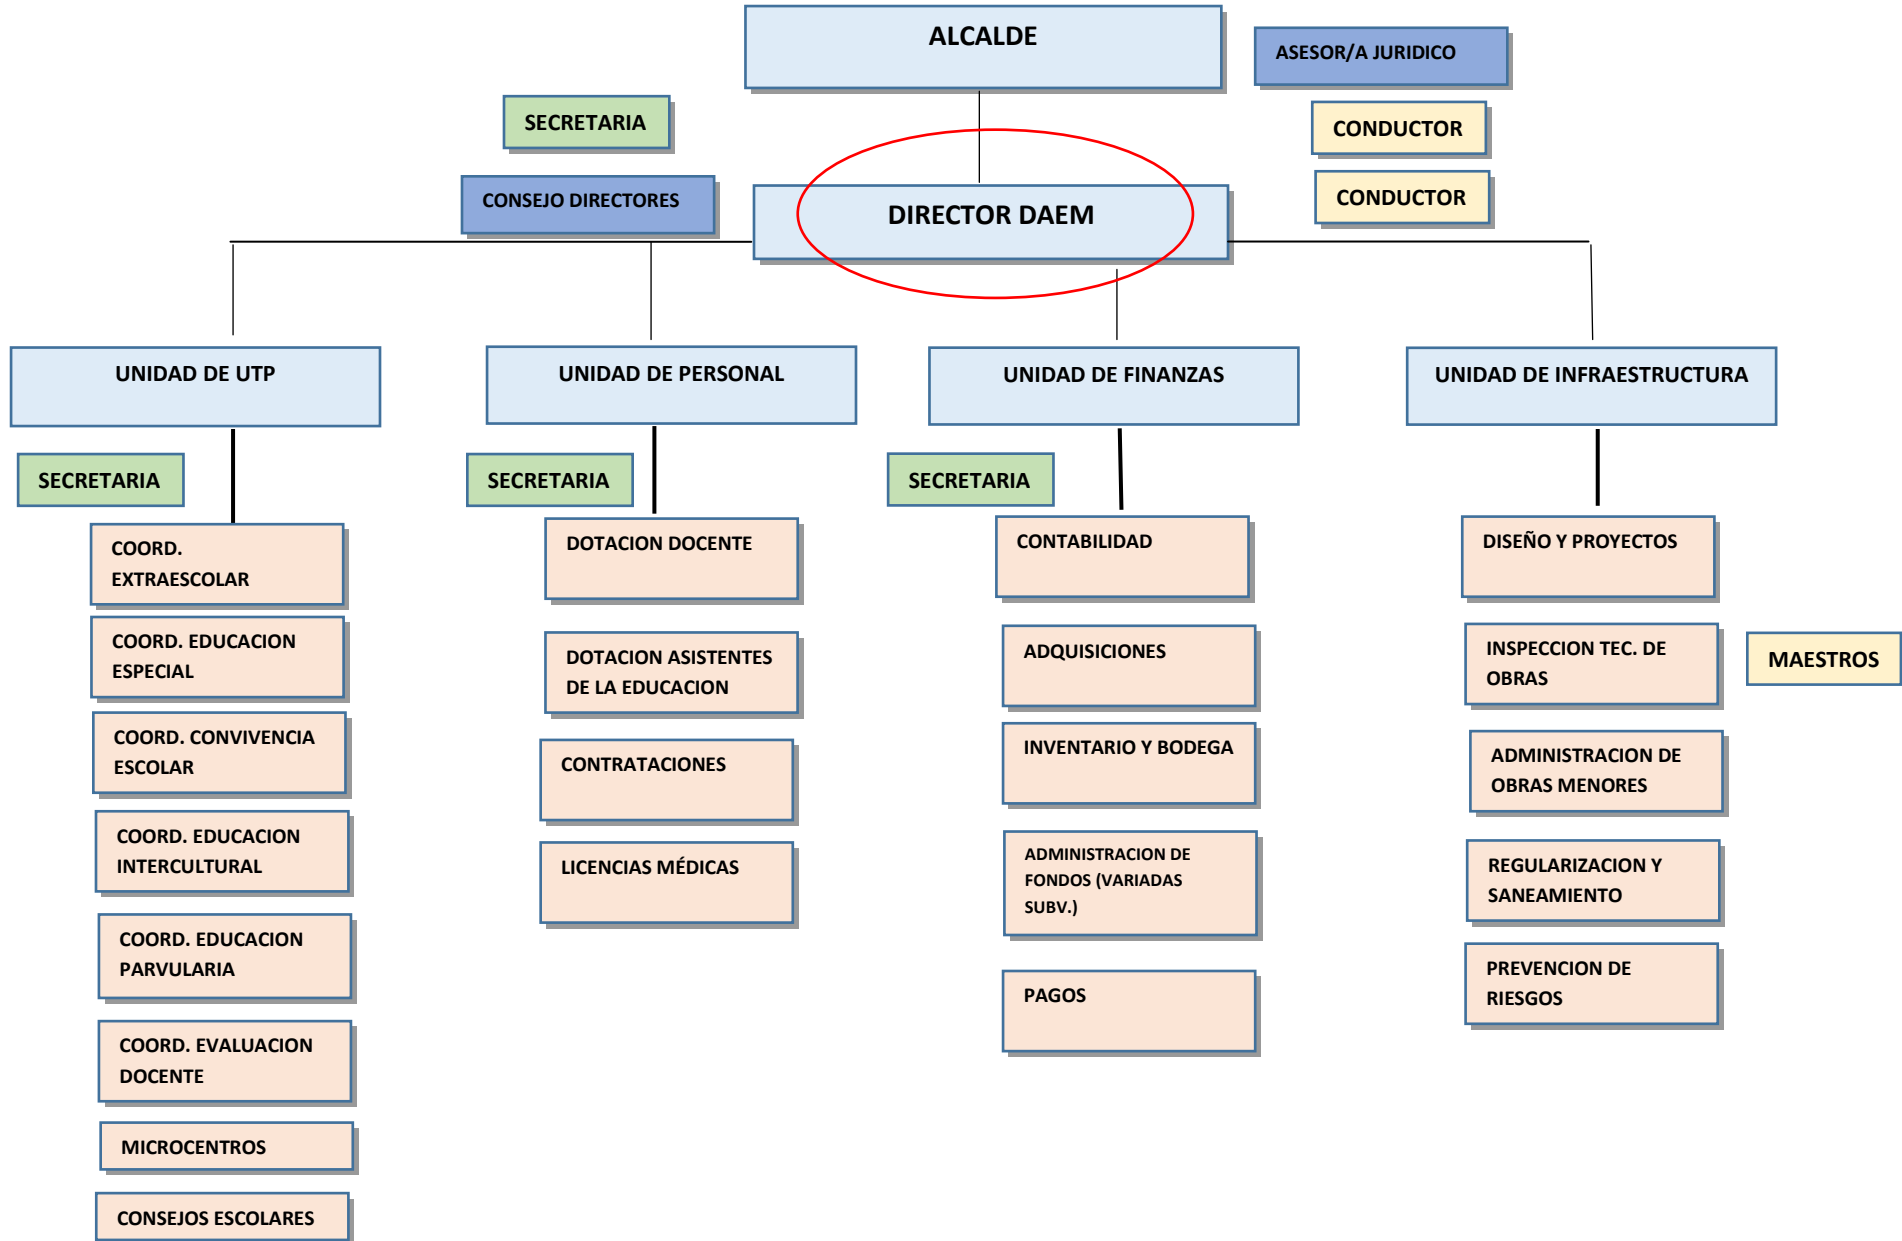 ALCALDE
ASESOR/A JURIDICO
SECRETARIA
CONDUCTOR
CONSEJO DIRECTORES
DIRECTOR DAEM
CONDUCTOR
UNIDAD DE UTP
UNIDAD DE PERSONAL
UNIDAD DE FINANZAS
UNIDAD DE INFRAESTRUCTURA
SECRETARIA
SECRETARIA
SECRETARIA
COORD.
EXTRAESCOLAR
COORD. EDUCACION
ESPECIAL
COORD. CONVIVENCIA
ESCOLAR
COORD. EDUCACION
INTERCULTURAL
COORD. EDUCACION
PARVULARIA
COORD. EVALUACION
DOCENTE
MICROCENTROS
CONSEJOS ESCOLARES
DOTACION DOCENTE
DOTACION ASISTENTES
DE LA EDUCACION
CONTRATACIONES
LICENCIAS MÉDICAS
CONTABILIDAD
ADQUISICIONES
INVENTARIO Y BODEGA
ADMINISTRACION DE
FONDOS (VARIADAS
SUBV.)
PAGOS
DISEÑO Y PROYECTOS
INSPECCION TEC. DE
OBRAS
MAESTROS
ADMINISTRACION DE
OBRAS MENORES
REGULARIZACION Y
SANEAMIENTO
PREVENCION DE
RIESGOS